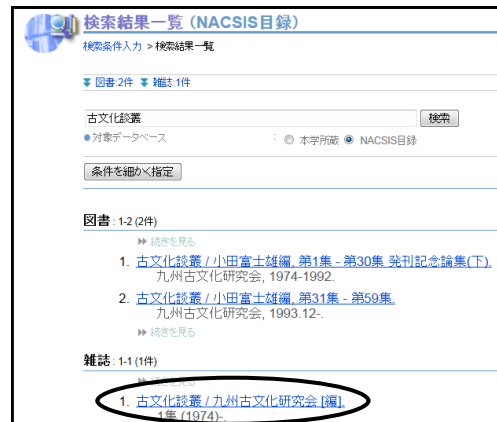 検索結果一覧 (NACSIS目録)
検索条件入力 > 検索結果一覧
図書:2件 雑誌:1件
古文化談叢 検索
●対象データベース : 本学所蔵 NACSIS目録
条件を細かく指定
図書 : 1-2 (2件)
続きを見る
1. 古文化談叢 / 小田富士雄編, 第1集 - 第30集 発刊記念論集(下).
九州古文化研究会, 1974-1992.
2. 古文化談叢 / 小田富士雄編, 第31集 - 第59集.
九州古文化研究会, 1993.12-.
続きを見る
雑誌 : 1-1 (1件)
続きを見る
1. 古文化談叢 / 九州古文化研究会 [編].
1集 (1974)-.